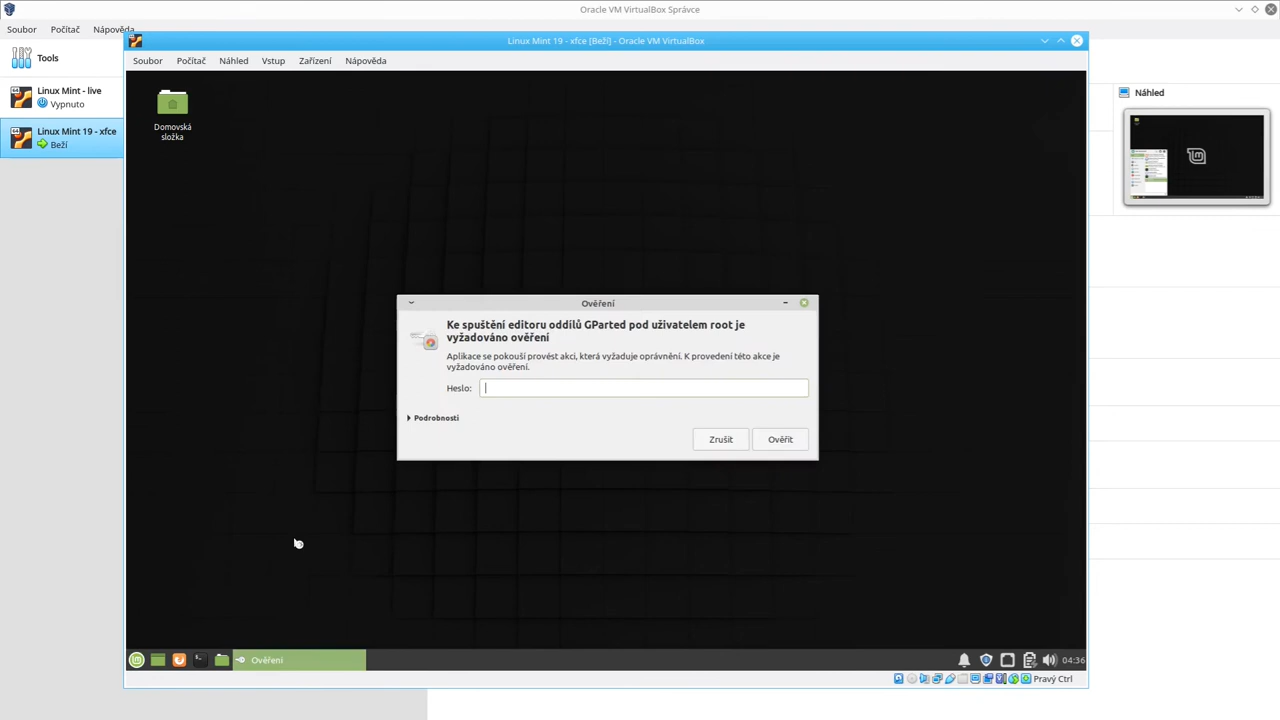 Oracle VM VirtualBox Správce
Soubor Počítač Nápověda
Linux Mint 19 - xfce [Beží] - Oracle VM VirtualBox
Tools
Soubor Počítač Náhled Vstup Zařízení Nápověda
Linux Mint - live
Vypnuto
Linux Mint 19 - xfce
Beží
Náhled
Domovská
složka
Ověření
Ke spuštění editoru oddílů GParted pod uživatelem root je
vyžadováno ověření
Aplikace se pokouší provést akci, která vyžaduje oprávnění. K provedení této akce je
vyžadováno ověření.
Heslo:
Podrobnosti
Zrušit Ověřit
Ověření
04:36
Pravý Ctrl